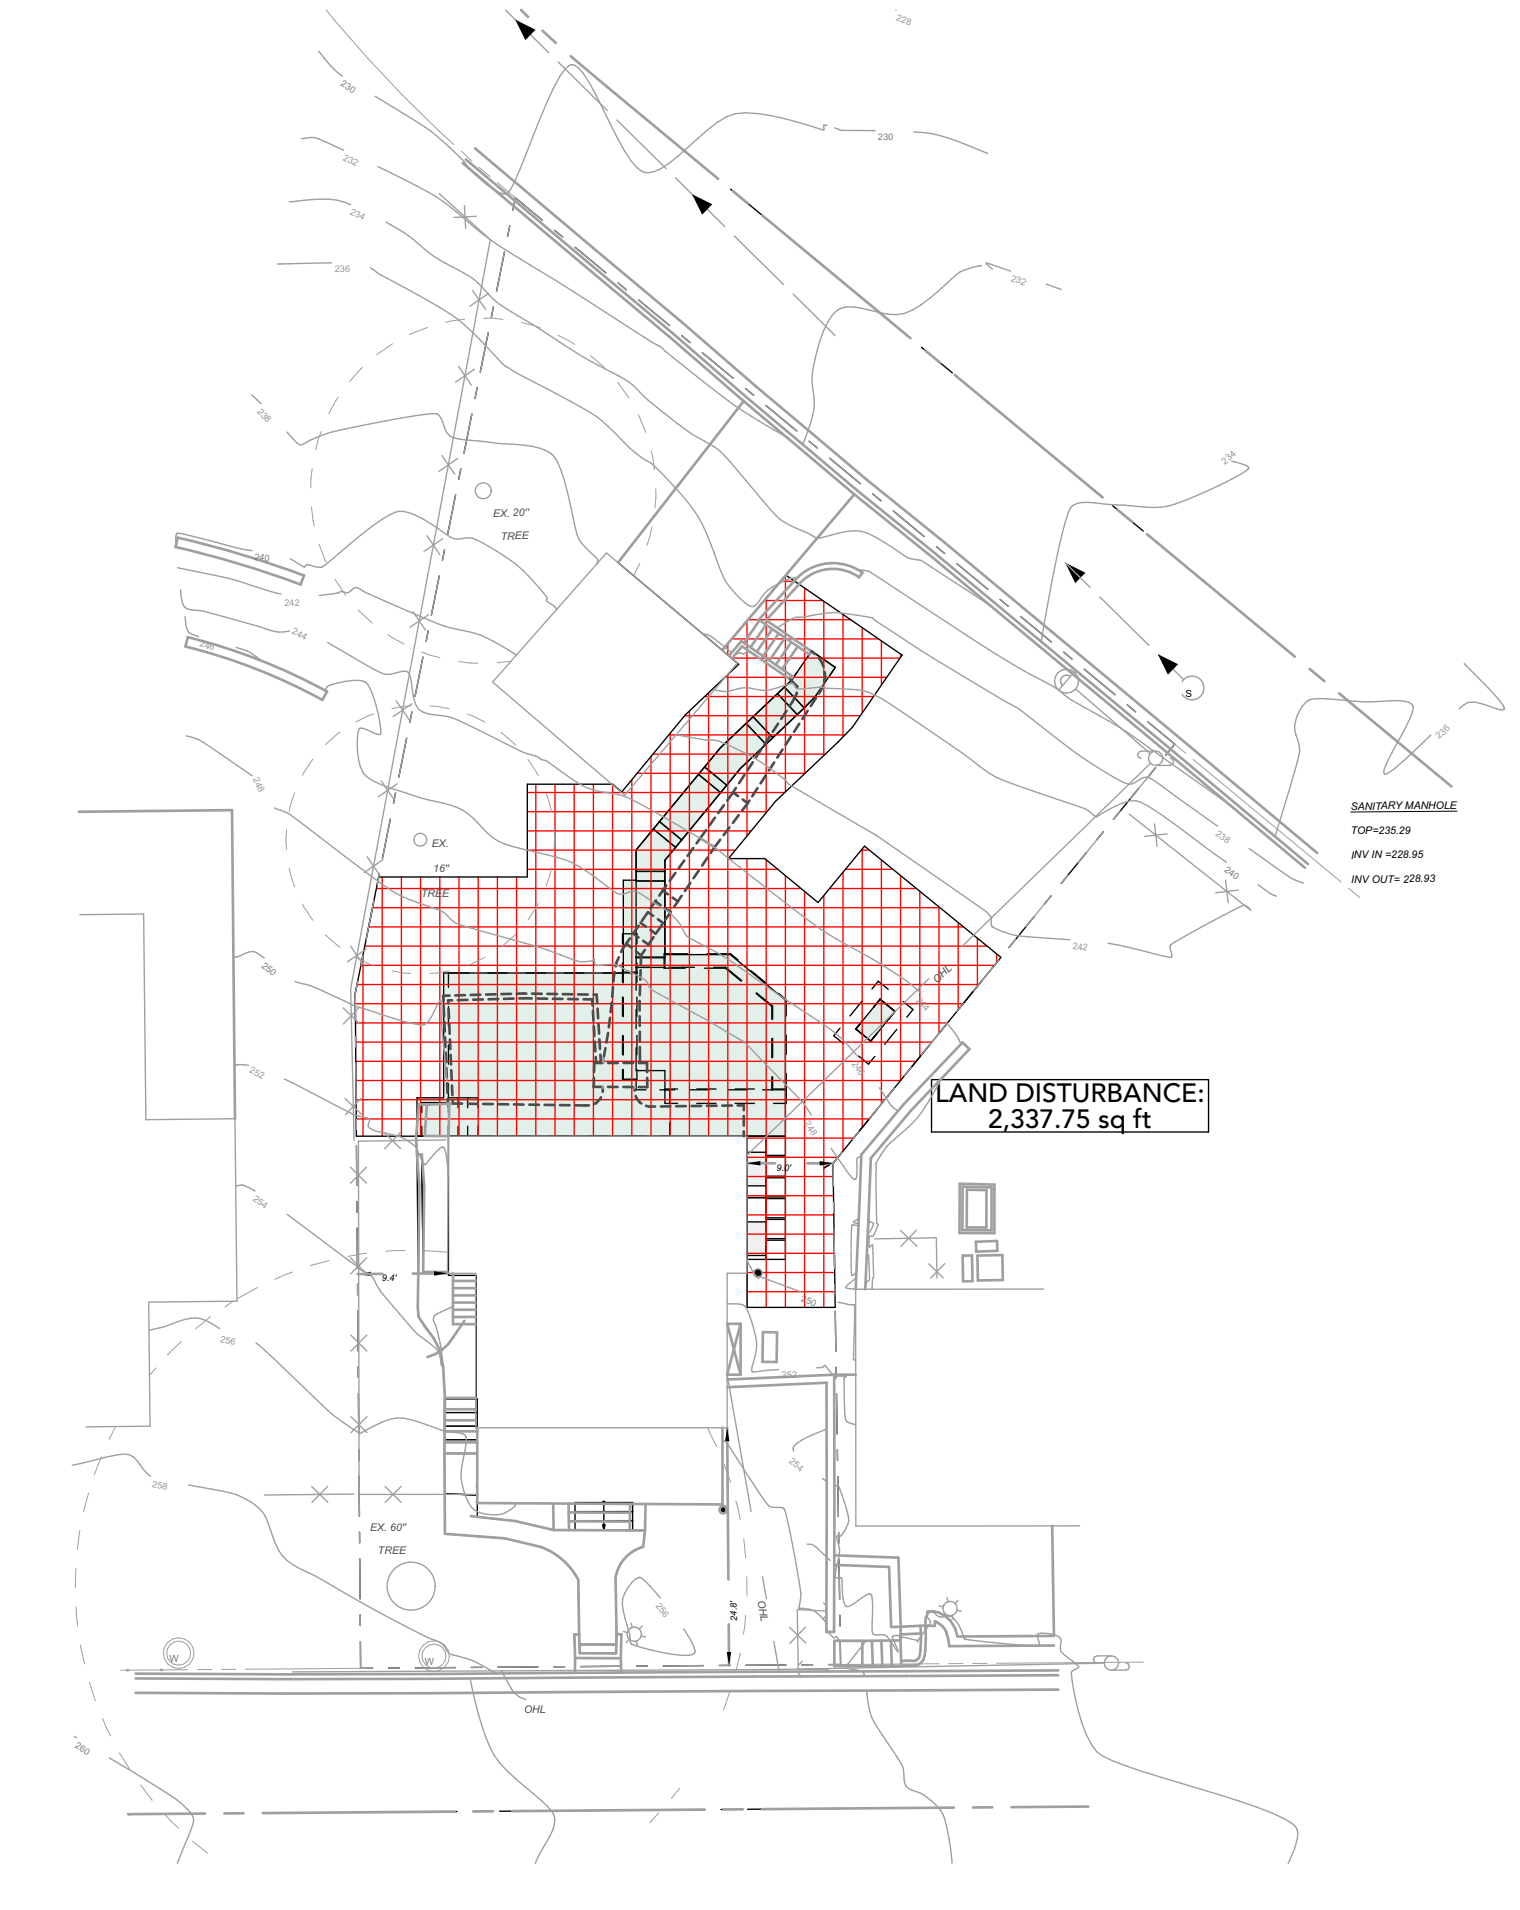 228
230
230
232
234
236
232
238
234
EX. 20"
TREE
240
242
244
246
236
248
SANITARY MANHOLE
TOP=235.29
INV IN =228.95
INV OUT= 228.93
S
238
240
EX.
16"
TREE
242
250
OHL
244
246
252
248
LAND DISTURBANCE:
2,337.75 sq ft
9.0'
254
9.4'
250
256
252
254
258
EX. 60"
TREE
24.8'
OHL
256
W
W
OHL
260